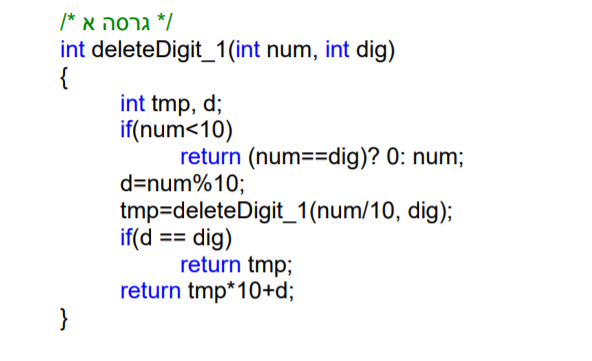 /* גרסה א */
int deleteDigit_1(int num, int dig)
{
int tmp, d;
if(num<10)
return (num==dig)? 0: num;
d=num%10;
tmp=deleteDigit_1(num/10, dig);
if(d == dig)
return tmp;
return tmp*10+d;
}